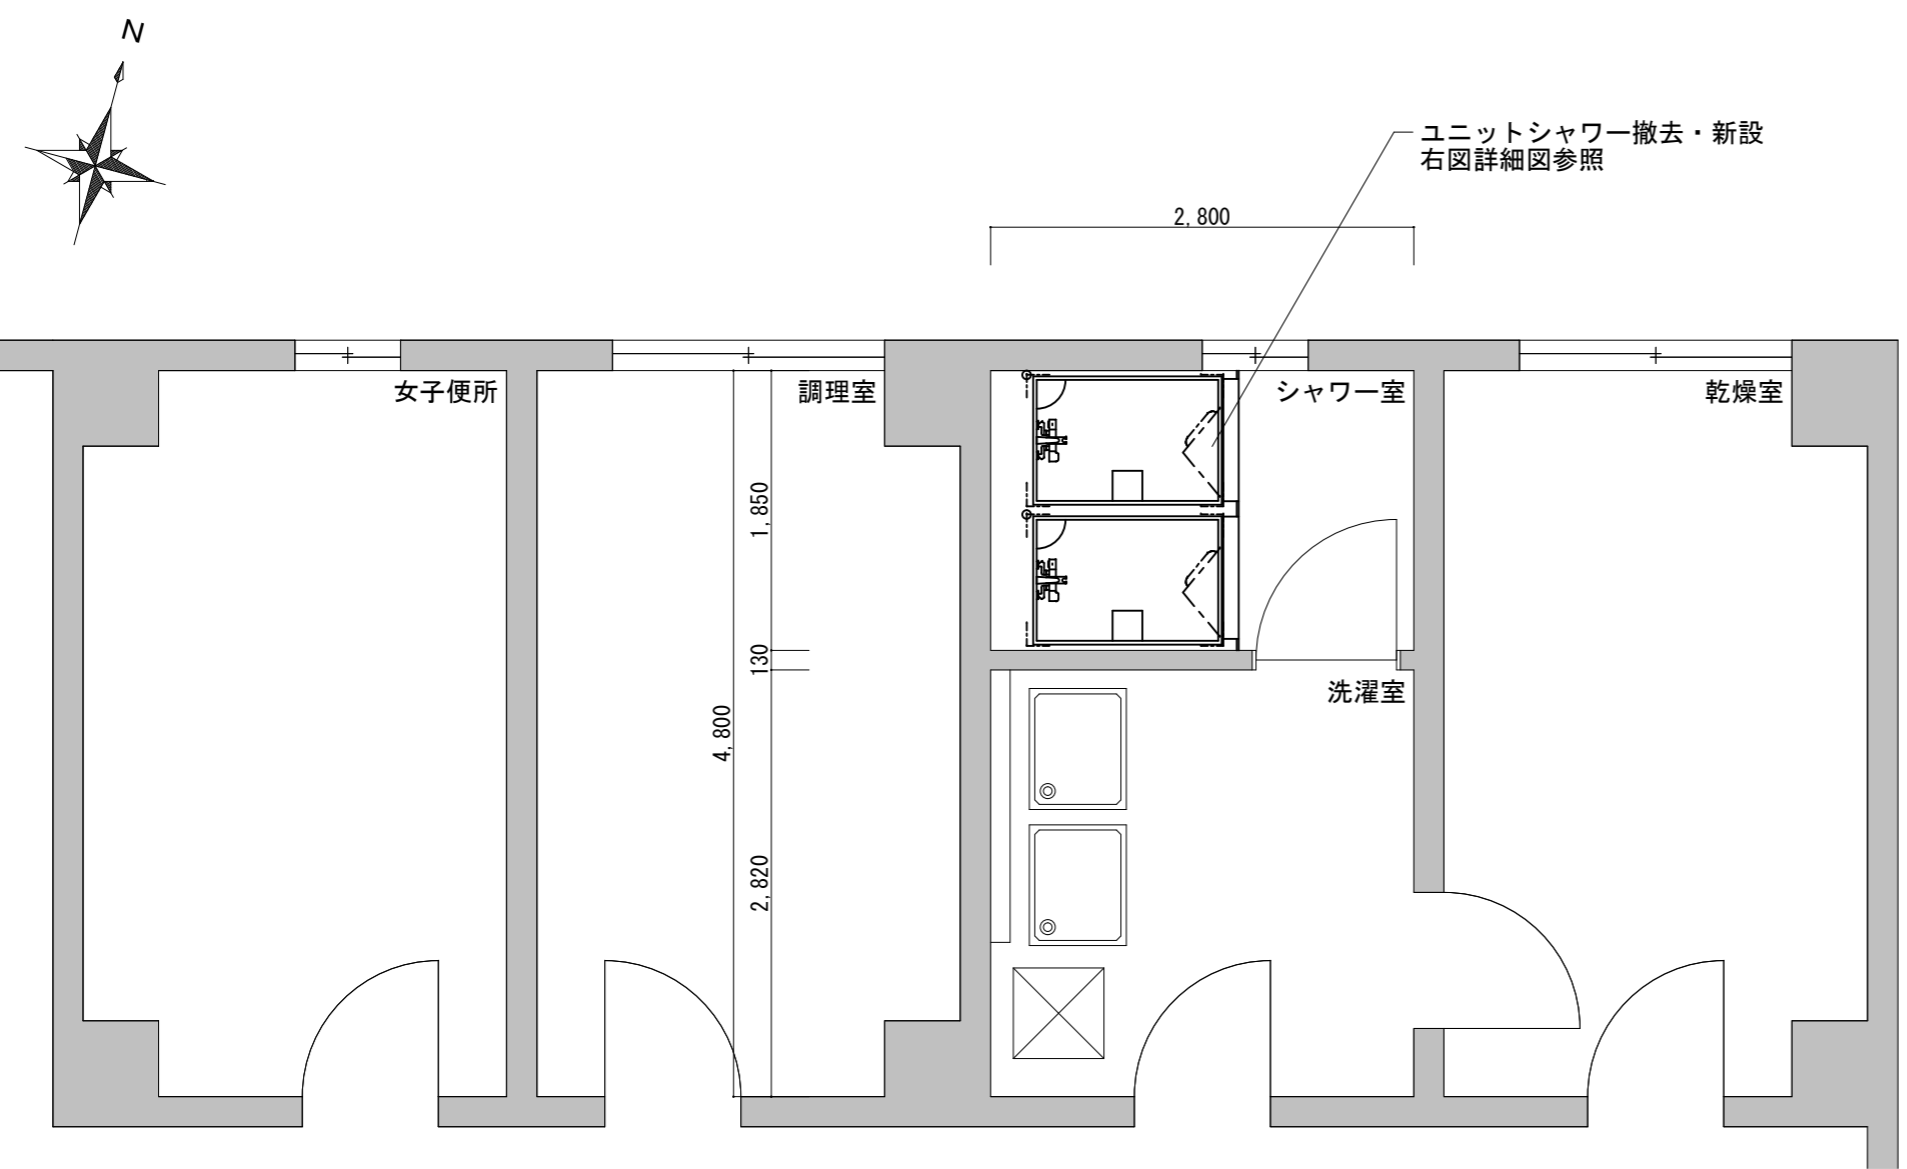 N
ユニットシャワー撤去・新設
右図詳細図参照
2,800
女子便所
調理室
シャワー室
乾燥室
1,850
130
洗濯室
4,800
2,820